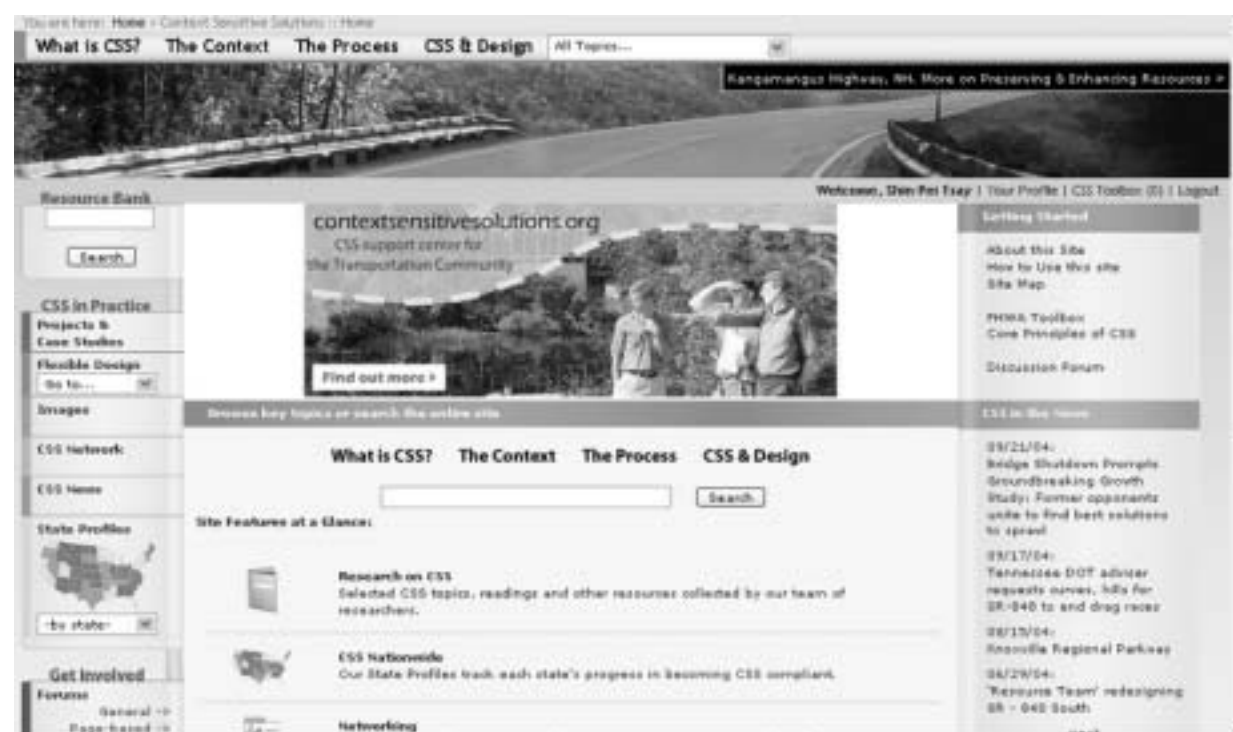 You are here: Home > Context Sensitive Solutions :: Home
What is CSS? The Context The Process CSS & Design All Topics...
Kangamangus Highway, NH. More on Preserving & Enhancing Resources >
Welcome, Shin Pei Tsay | Your Profile | CSS Toolbox (0) | Logout
Resource Bank
Search
CSS in Practice
Projects &
Case Studies
Flexible Design
Go to...
Images
CSS Network
CSS News
State Profiles
-by state-
Get Involved
Forums
General ->
Page-based ->
contextsensitivesolutions.org
CSS support center for
the Transportation Community
Find out more >
Browse key topics or search the entire site
What is CSS? The Context The Process CSS & Design
Search
Site Features at a Glance:
Research on CSS
Selected CSS topics, readings and other resources collected by our team of
researchers.
CSS Nationwide
Our State Profiles track each state's progress in becoming CSS compliant.
Networking
Getting Started
About this Site
How to Use this site
Site Map
FHWA Toolbox
Core Principles of CSS
Discussion Forum
CSS in the News
09/21/04:
Bridge Shutdown Prompts
Groundbreaking Growth
Study: Former opponents
unite to find best solutions
to sprawl
09/17/04:
Tennessee DOT adviser
requests curves, hills for
SR-840 to end drag races
08/15/04:
Knoxville Regional Parkway
06/29/04:
'Resource Team' redesigning
SR - 840 South